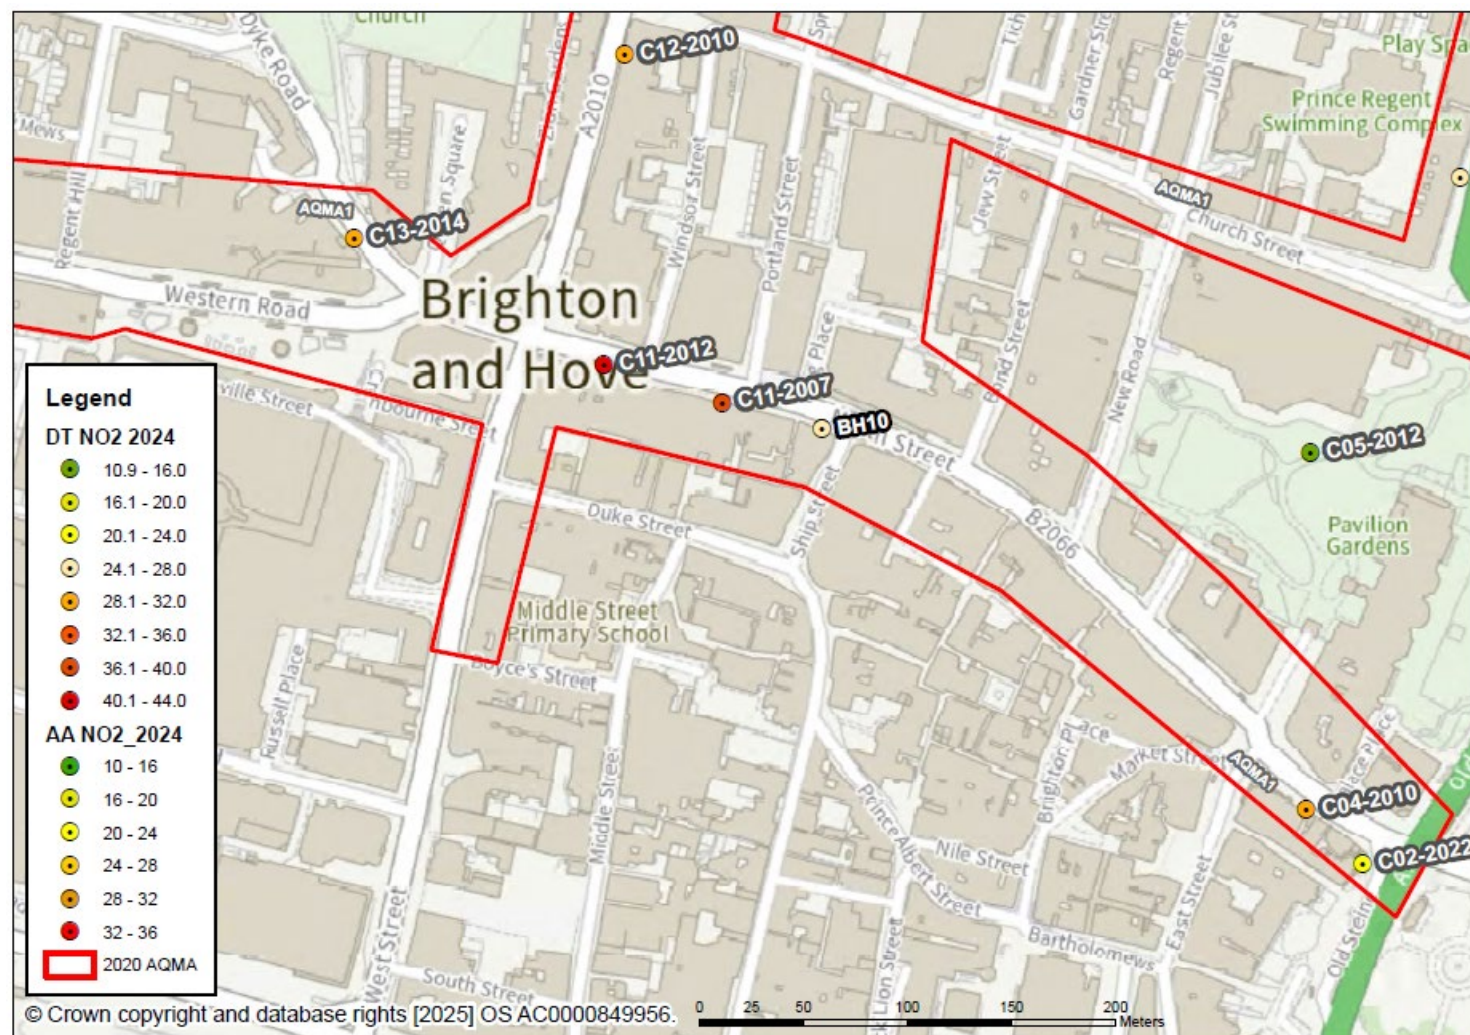 Church
Dyke Road
A2010
C12-2010
Gardner Street
Jubilee Street
Play Spa
Prince Regent
Swimming Complex
Mews
Regent Hill
AQMA1
C13-2014
Windsor Street
Portland Street
Jew Street
AQMA1
Church Street
Western Road
Brighton
and Hove
C11-2012
C11-2007
Place
BH10
Street
Bond Street
New Road
C05-2012
Pavilion
Gardens
B2066
Duke Street
Ship Street
Middle Street
Primary School
Boyce's Street
Russell Place
Middle Street
West Street
South Street
Prince Albert Street
Nile Street
Brighton Place
Market Street
AQMA1
C04-2010
C02-2022
East Street
Bartholomews
Old Steine
Lion Street
Legend
DT NO2 2024
10.9 - 16.0
16.1 - 20.0
20.1 - 24.0
24.1 - 28.0
28.1 - 32.0
32.1 - 36.0
36.1 - 40.0
40.1 - 44.0
AA NO2_2024
10 - 16
16 - 20
20 - 24
24 - 28
28 - 32
32 - 36
2020 AQMA
© Crown copyright and database rights [2025] OS AC0000849956.
0 25 50 100 150 200
Meters